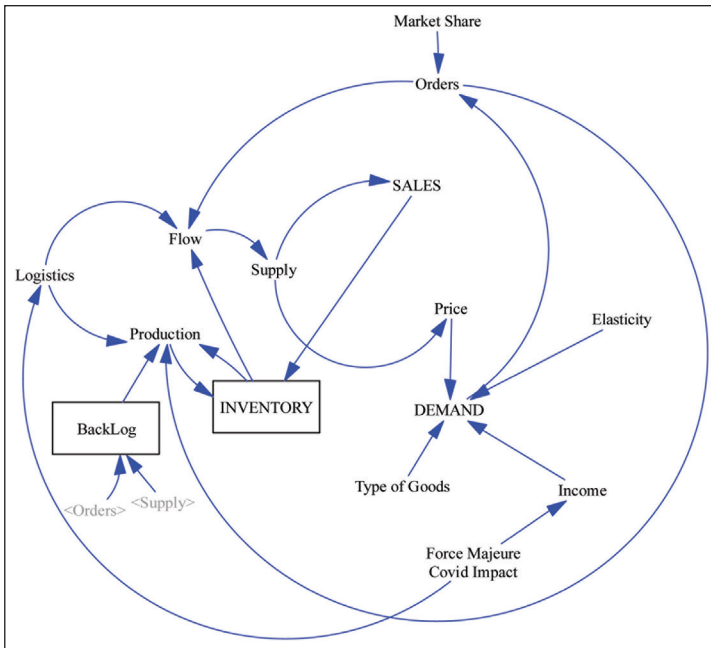 Market Share
Orders
SALES
Flow
Supply
Logistics
Price
Elasticity
Production
INVENTORY
DEMAND
BackLog
Type of Goods
Income
<Orders>
<Supply>
Force Majeure
Covid Impact